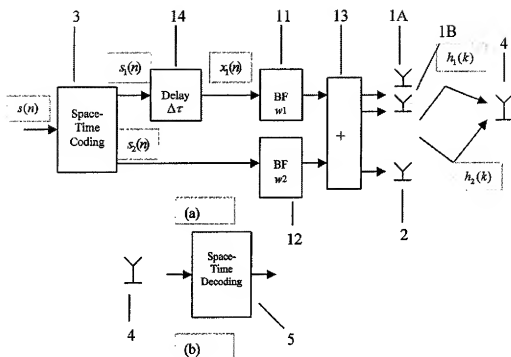 3 14 11 13 1A 1B 4
s₁(n) x₁(n) h₁(k)
s(n)
Space-
Time
Coding
Delay
Δτ
BF
w1
+
s₂(n)
BF
w2
h₂(k)
(a)
12
2
Space-
Time
Decoding
4
5
(b)